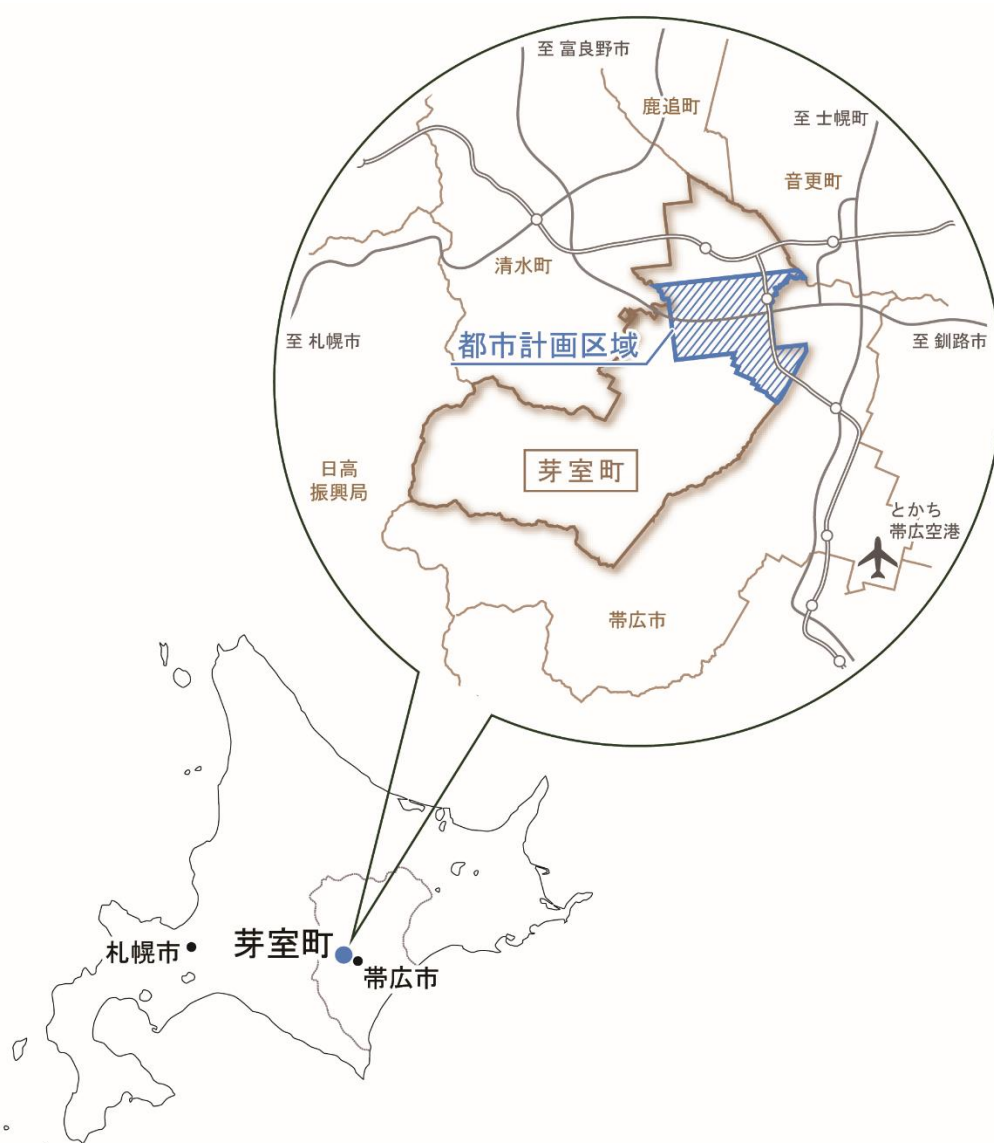 至 富良野市
鹿追町
至 士幌町
音更町
清水町
至 札幌市
都市計画区域
至 釧路市
芽室町
日高
振興局
とかち
帯広空港
帯広市
札幌市
芽室町
帯広市